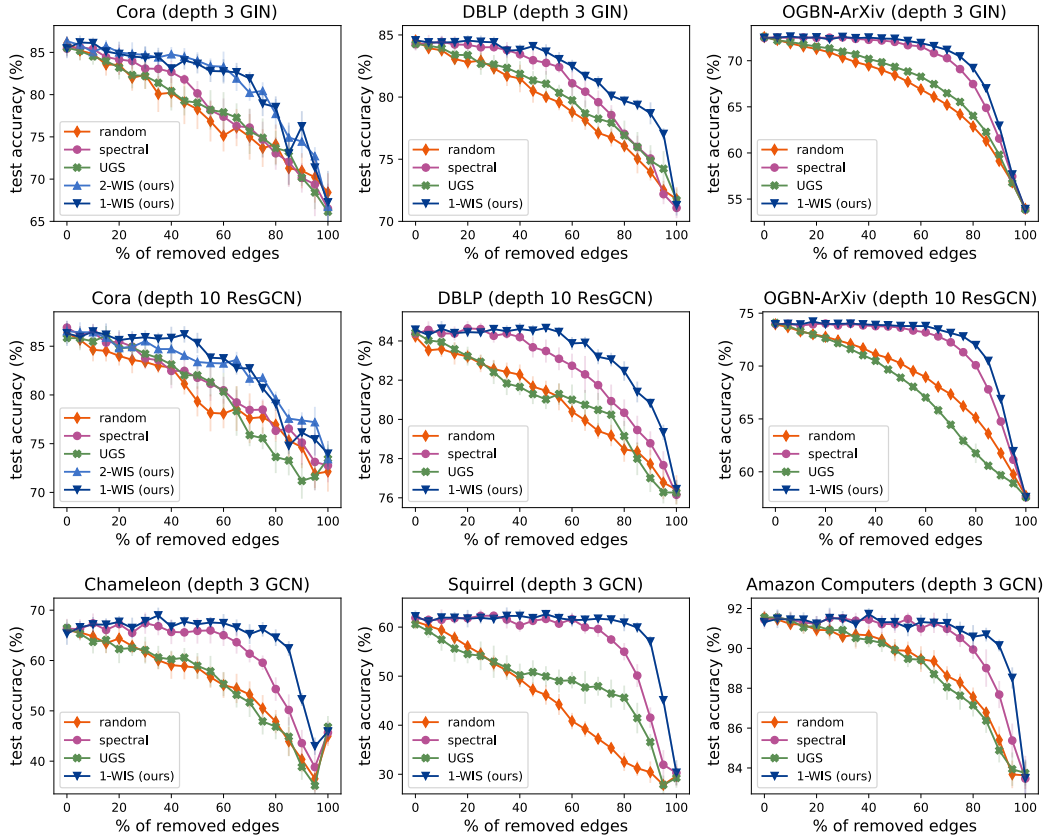 Cora (depth 3 GIN)
test accuracy (%)
85
80
75
70
65
random
spectral
UGS
2-WIS (ours)
1-WIS (ours)
0 20 40 60 80 100
% of removed edges
DBLP (depth 3 GIN)
test accuracy (%)
85
80
75
70
random
spectral
UGS
1-WIS (ours)
0 20 40 60 80 100
% of removed edges
OGBN-ArXiv (depth 3 GIN)
test accuracy (%)
70
65
60
55
random
spectral
UGS
1-WIS (ours)
0 20 40 60 80 100
% of removed edges
Cora (depth 10 ResGCN)
test accuracy (%)
85
80
75
70
random
spectral
UGS
2-WIS (ours)
1-WIS (ours)
0 20 40 60 80 100
% of removed edges
DBLP (depth 10 ResGCN)
test accuracy (%)
84
82
80
78
76
random
spectral
UGS
1-WIS (ours)
0 20 40 60 80 100
% of removed edges
OGBN-ArXiv (depth 10 ResGCN)
test accuracy (%)
75
70
65
60
random
spectral
UGS
1-WIS (ours)
0 20 40 60 80 100
% of removed edges
Chameleon (depth 3 GCN)
test accuracy (%)
70
60
50
40
random
spectral
UGS
1-WIS (ours)
0 20 40 60 80 100
% of removed edges
Squirrel (depth 3 GCN)
test accuracy (%)
60
50
40
30
random
spectral
UGS
1-WIS (ours)
0 20 40 60 80 100
% of removed edges
Amazon Computers (depth 3 GCN)
test accuracy (%)
92
90
88
86
84
random
spectral
UGS
1-WIS (ours)
0 20 40 60 80 100
% of removed edges